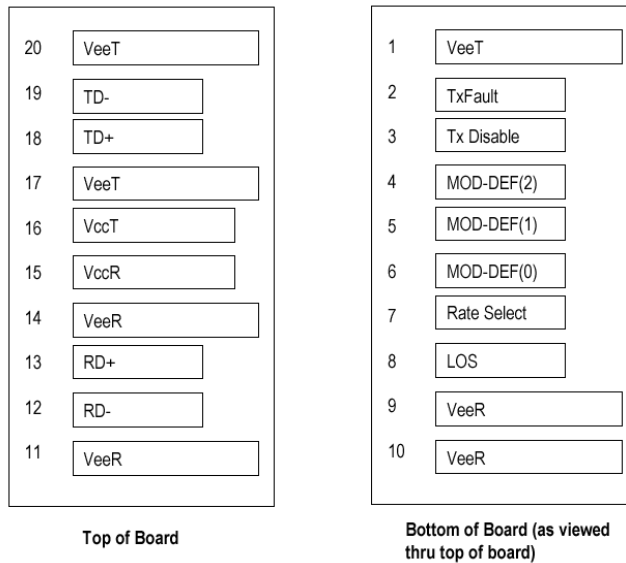 20 VeeT
19 TD-
18 TD+
17 VeeT
16 VccT
15 VccR
14 VeeR
13 RD+
12 RD-
11 VeeR
Top of Board
1 VeeT
2 TxFault
3 Tx Disable
4 MOD-DEF(2)
5 MOD-DEF(1)
6 MOD-DEF(0)
7 Rate Select
8 LOS
9 VeeR
10 VeeR
Bottom of Board (as viewed
thru top of board)